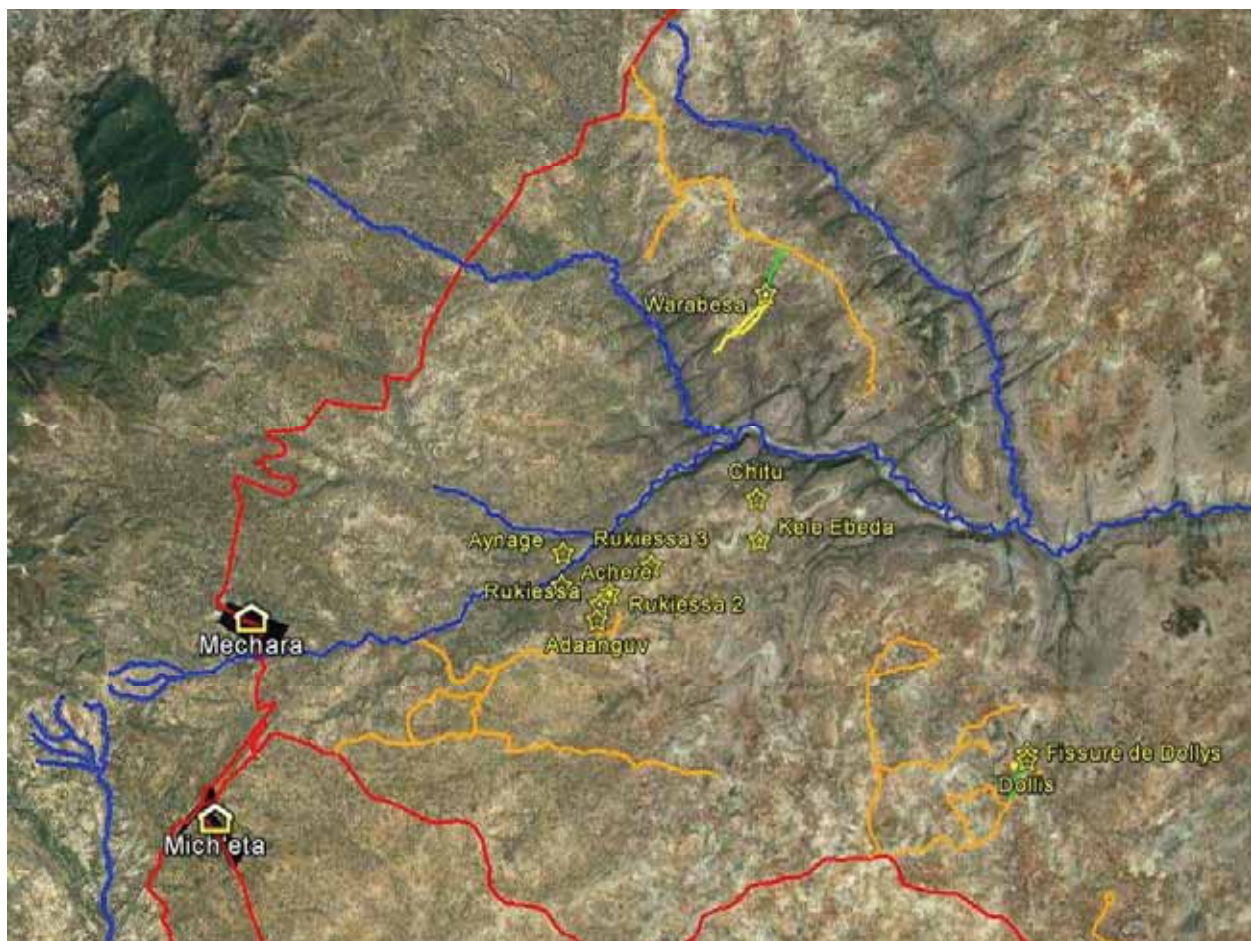 Warabesa
Chitu
Kele Ebeda
Aynage
Rukiessa 3
Achere
Rukiessa
Rukiessa 2
Mechara
Adaanguv
Fissure de Dollys
Dollis
Mich'eta